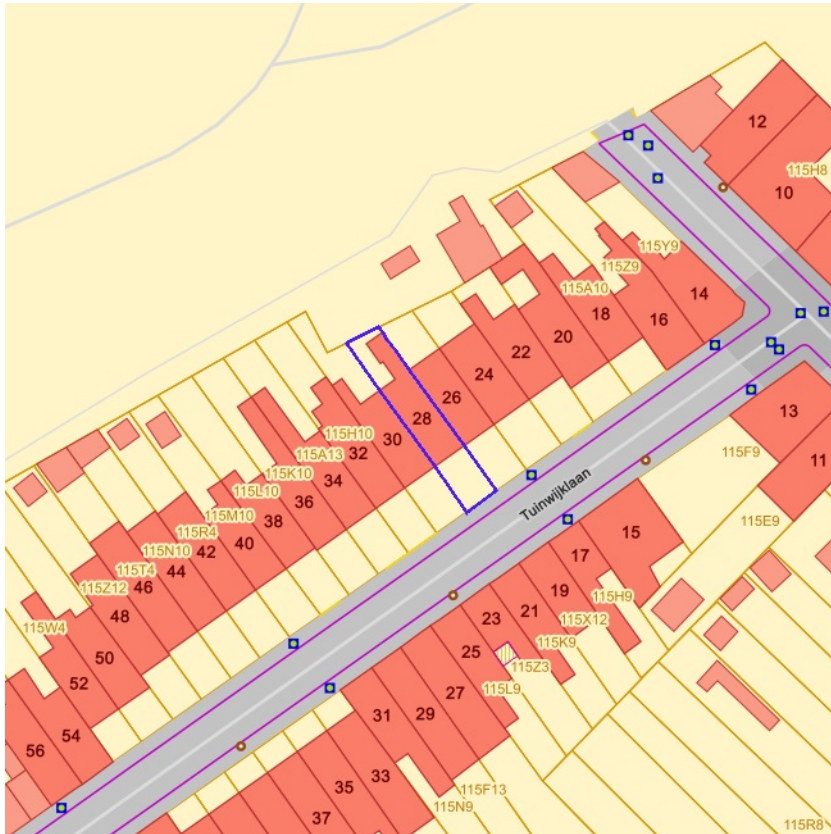 12
115H8
10
115Y9
115Z9
115A10
14
18
16
20
22
24
26
13
28
115H10
30
115F9
115A13
32
11
115K10
34
115L10
36
Tuinwijklaan
115M10
38
115E9
115R4
42
40
15
115N10
17
115T4
44
46
115Z12
19
115H9
48
23
21
115X12
115W4
25
115K9
50
115Z3
52
115L9
27
31
29
54
56
33
35
115F13
115N9
37
115R8